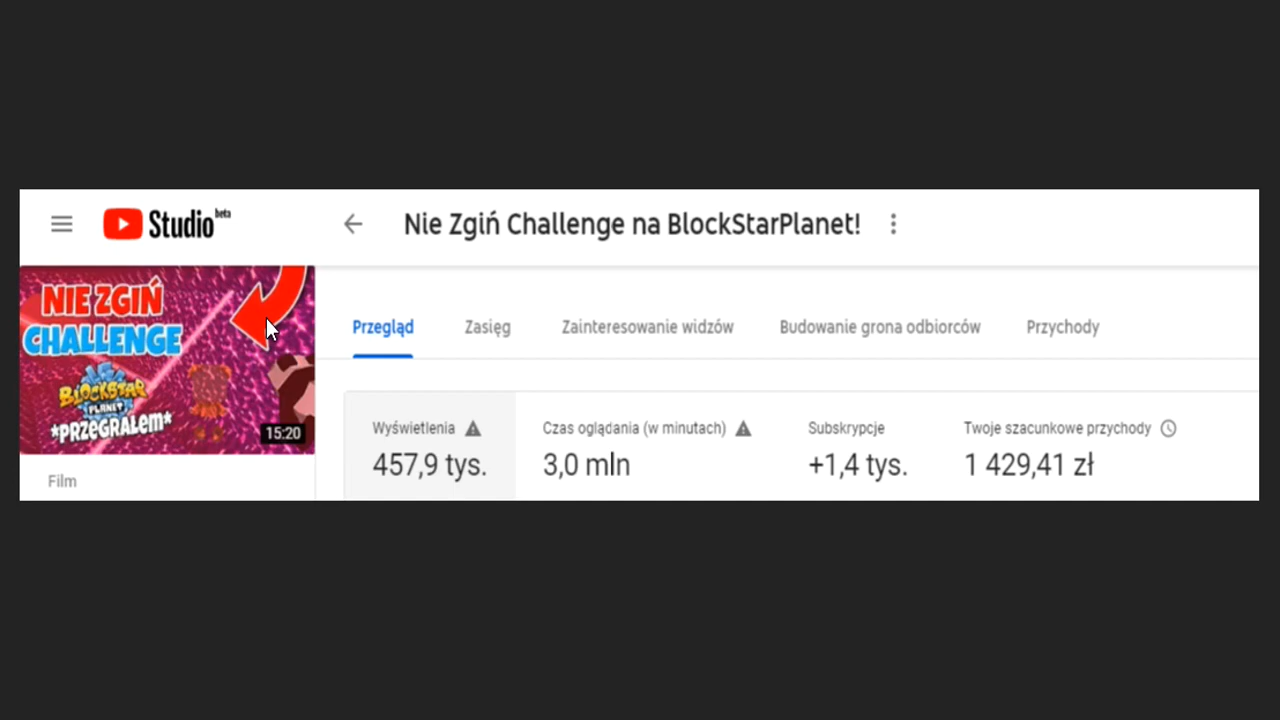 Studio beta
Nie Zgiń Challenge na BlockStarPlanet!
NIE ZGIŃ
CHALLENGE
BLOCKSTAR
PLANET
*PRZEGRAŁEM*
15:20
Film
Przegląd Zasięg Zainteresowanie widzów Budowanie grona odbiorców Przychody
Wyświetlenia Czas oglądania (w minutach) Subskrypcje Twoje szacunkowe przychody
457,9 tys. 3,0 mln +1,4 tys. 1 429,41 zł